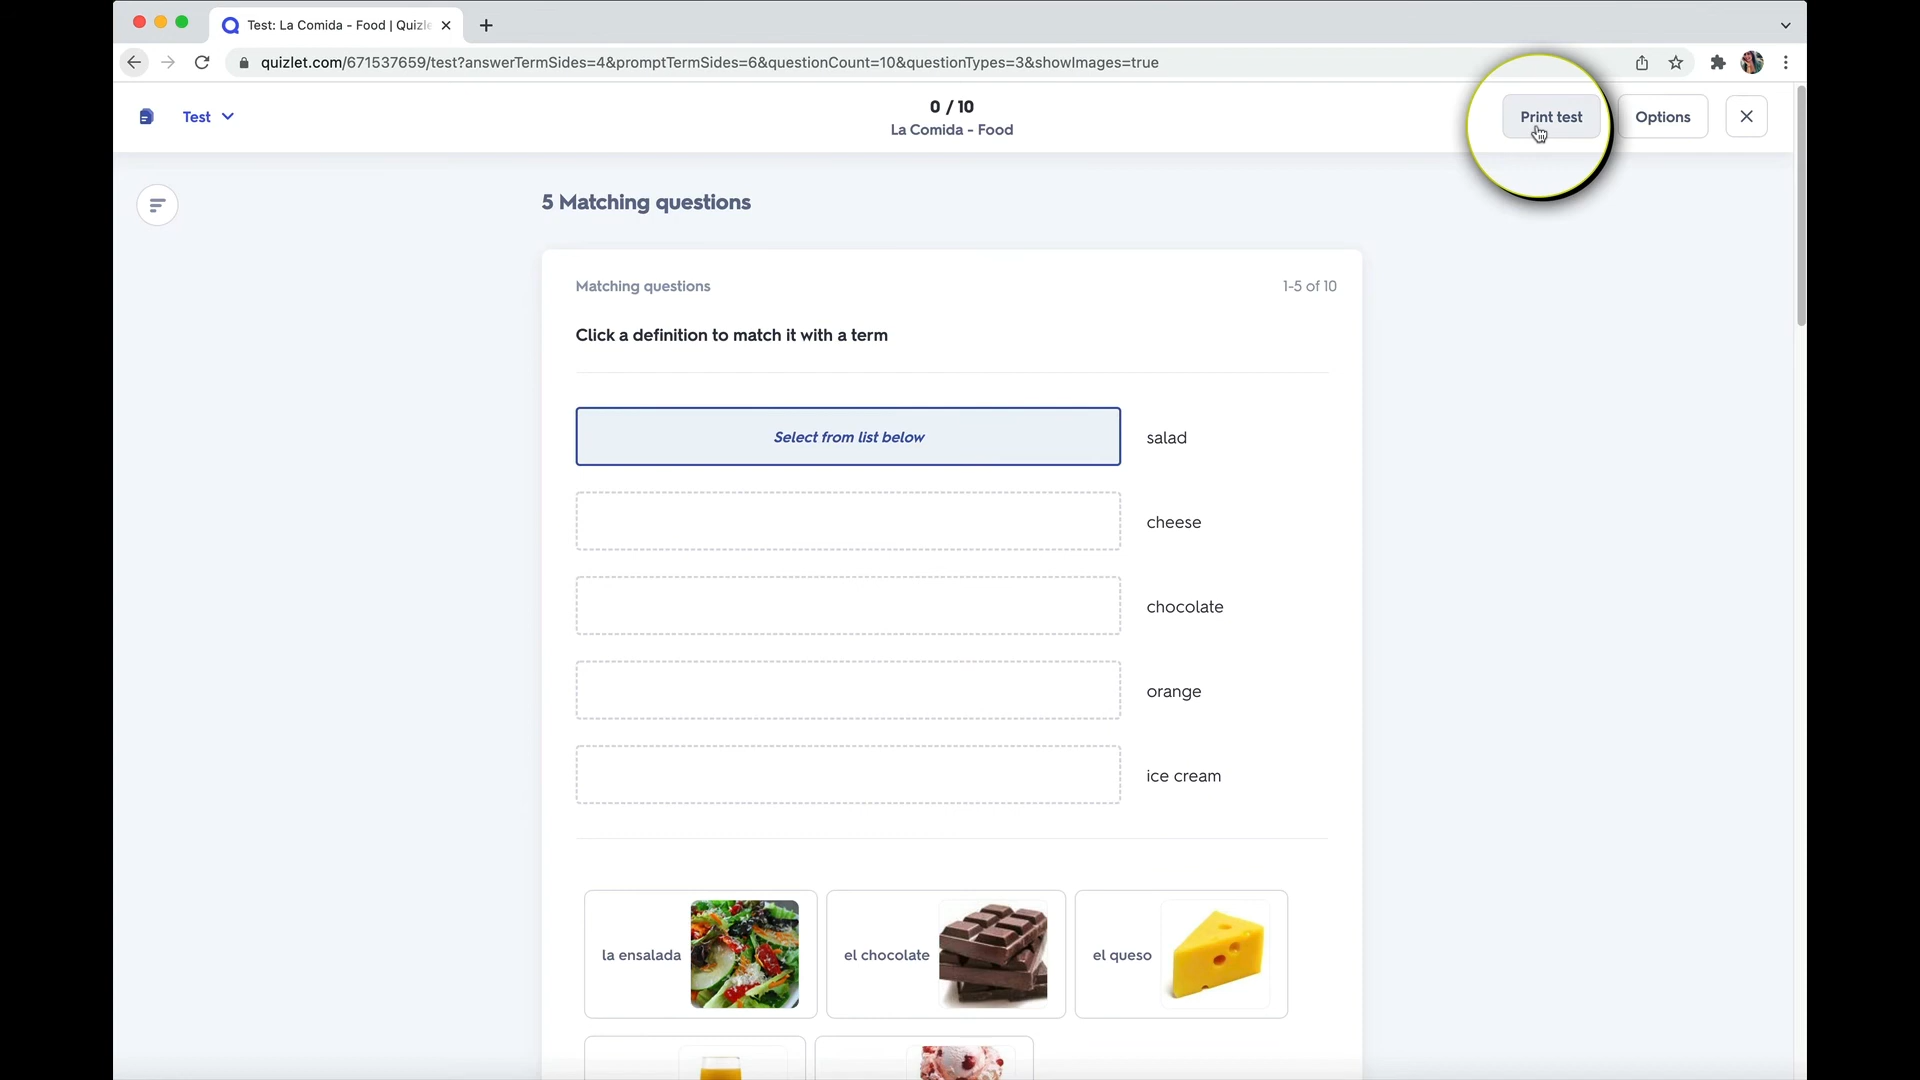 Test: La Comida - Food | Quizle
quizlet.com/671537659/test?answerTermSides=4&promptTermSides=6&questionCount=10&questionTypes=3&showImages=true
Test
0 / 10
La Comida - Food
Print test
Options
5 Matching questions
Matching questions
1-5 of 10
Click a definition to match it with a term
Select from list below
salad
cheese
chocolate
orange
ice cream
la ensalada
el chocolate
el queso